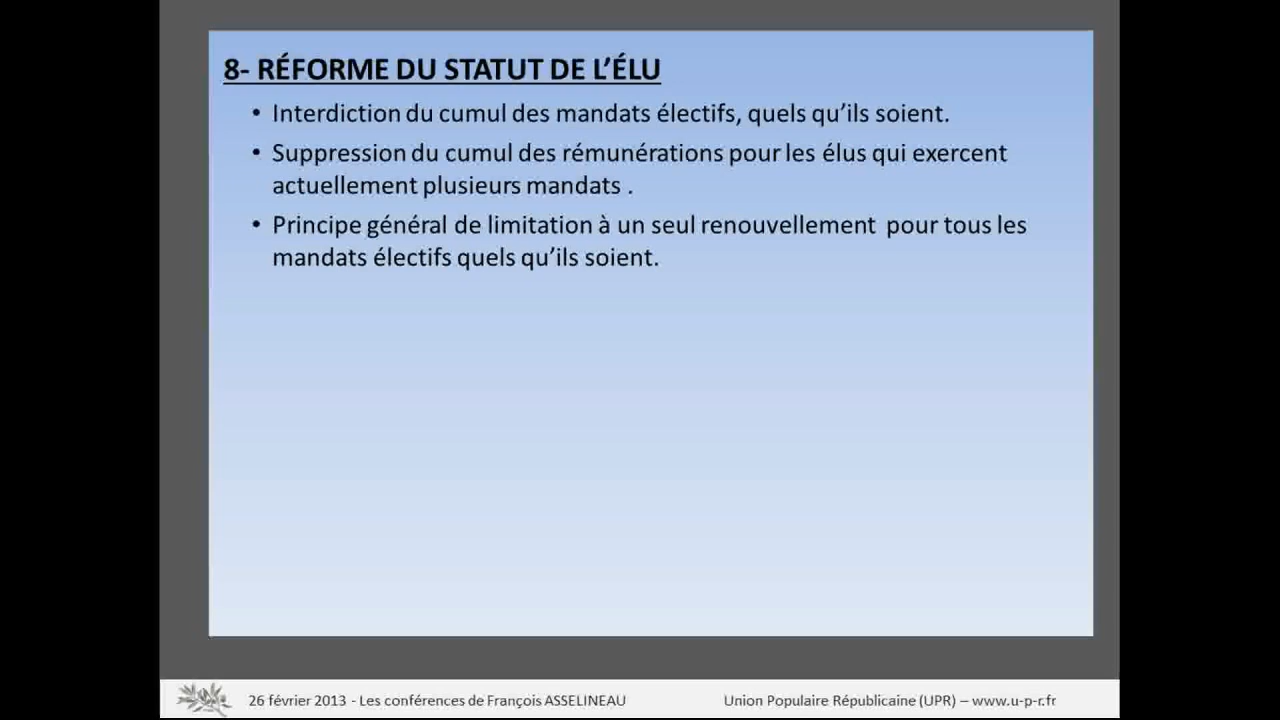 8- RÉFORME DU STATUT DE L’ÉLU
• Interdiction du cumul des mandats électifs, quels qu’ils soient.
• Suppression du cumul des rémunérations pour les élus qui exercent
actuellement plusieurs mandats .
• Principe général de limitation à un seul renouvellement  pour tous les
mandats électifs quels qu’ils soient.
26 février 2013 - Les conférences de François ASSELINEAU
Union Populaire Républicaine (UPR) – www.u-p-r.fr